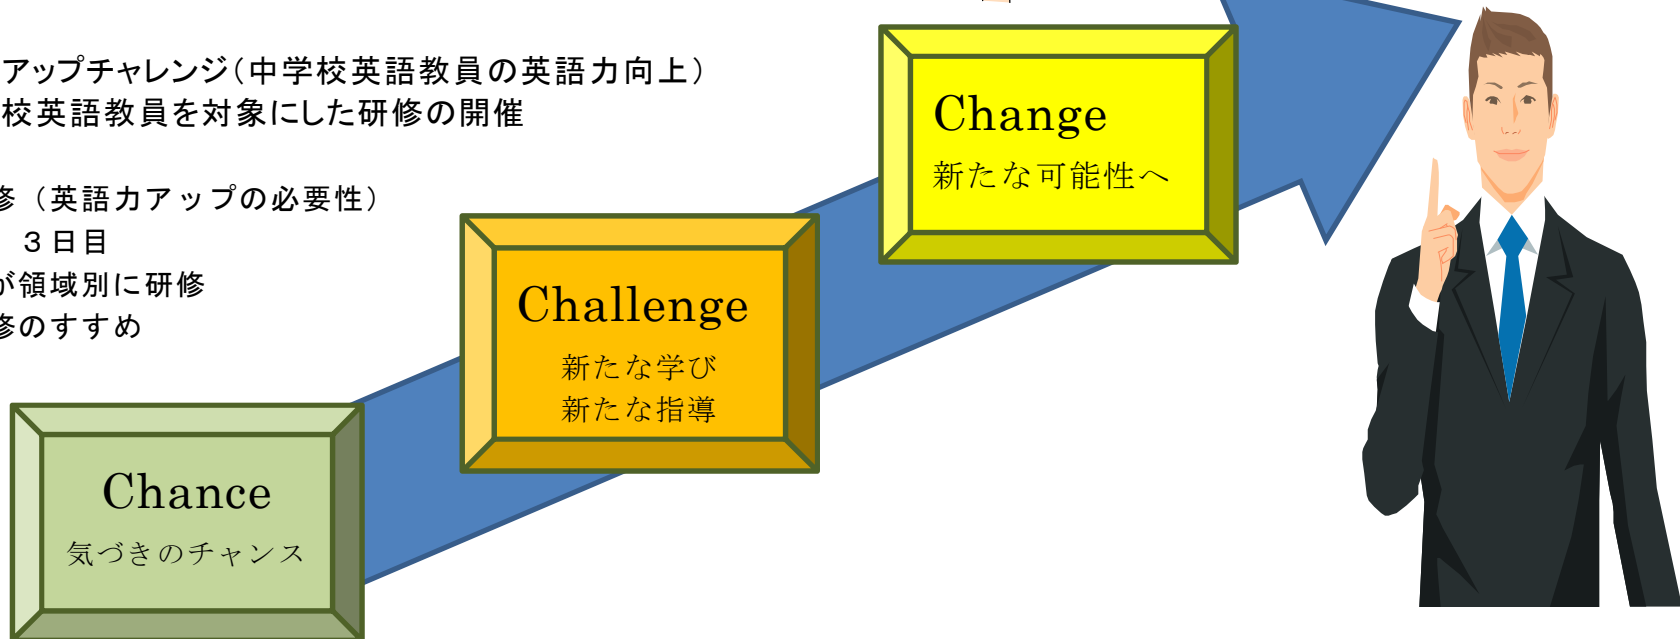 アップチャレンジ（中学校英語教員の英語力向上）
校英語教員を対象にした研修の開催
修（英語力アップの必要性）
３日目
が領域別に研修
修のすすめ
Change
新たな可能性へ
Challenge
新たな学び
新たな指導
Chance
気づきのチャンス